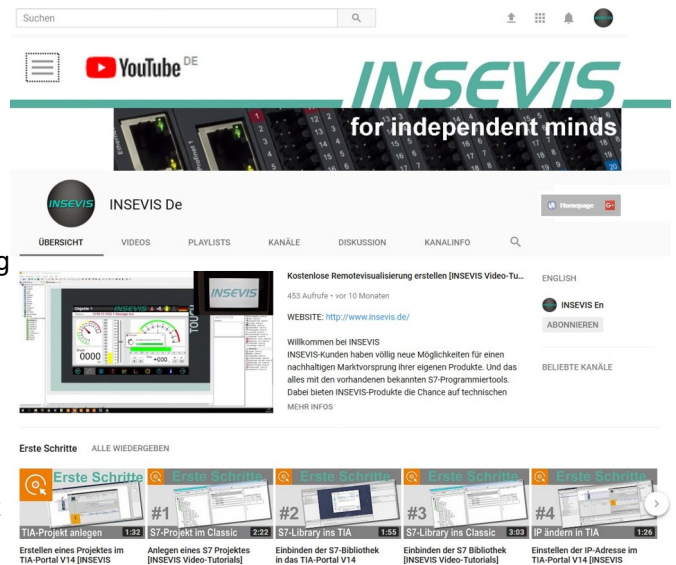 Suchen
YouTube DE
INSEVIS
for independent minds
INSEVIS
INSEVIS De
Homepage G+
ÜBERSICHT VIDEOS PLAYLISTS KANÄLE DISKUSSION KANALINFO
g
INSEVIS
TOUCH
0000
+000
Kostenlose Remotevisualisierung erstellen [INSEVIS Video-Tu...
453 Aufrufe • vor 10 Monaten
WEBSITE: http://www.insevis.de/
Willkommen bei INSEVIS
INSEVIS-Kunden haben völlig neue Möglichkeiten für einen
nachhaltigen Marktvorsprung ihrer eigenen Produkte. Und das
alles mit den vorhandenen bekannten S7-Programmiertools.
Dabei bieten INSEVIS-Produkte die Chance auf technischen
MEHR INFOS
ENGLISH
INSEVIS En
ABONNIEREN
BELIEBTE KANÄLE
Erste Schritte ALLE WIEDERGEBEN
Erste Schritte
TIA-Projekt anlegen 1:32
Erstellen eines Projektes im
TIA-Portal V14 [INSEVIS
Erste Schritte
#1
S7-Projekt im Classic 2:22
Anlegen eines S7 Projektes
[INSEVIS Video-Tutorials]
Erste Schritte
#2
S7-Library ins TIA 1:55
Einbinden der S7-Bibliothek
in das TIA-Portal V14
Erste Schritte
#3
S7-Library ins Classic 3:03
Einbinden der S7 Bibliothek
[INSEVIS Video-Tutorials]
Erste Schritte
#4
IP ändern in TIA 1:26
Einstellen der IP-Adresse im
TIA-Portal V14 [INSEVIS